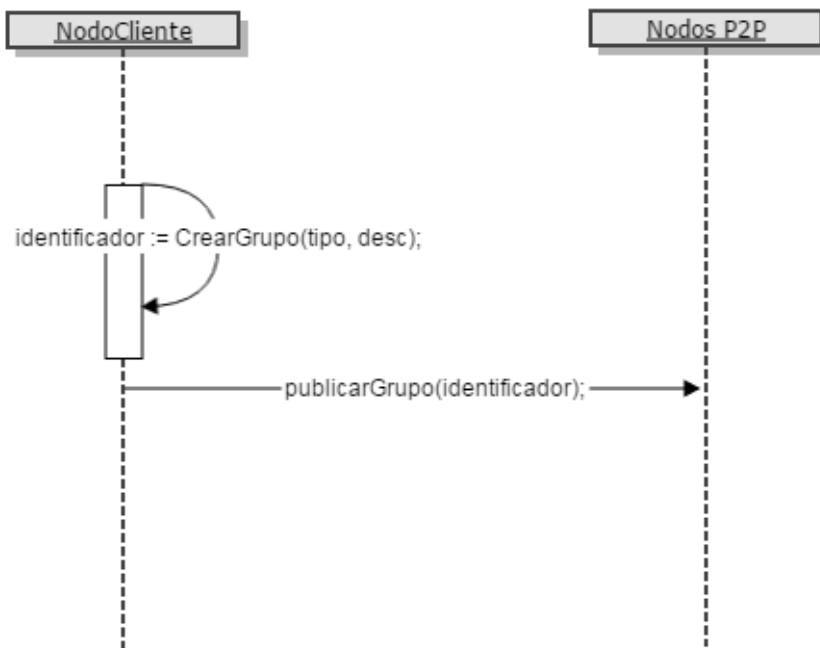 NodoCliente
Nodos P2P
identificador := CrearGrupo(tipo, desc);
publicarGrupo(identificador);